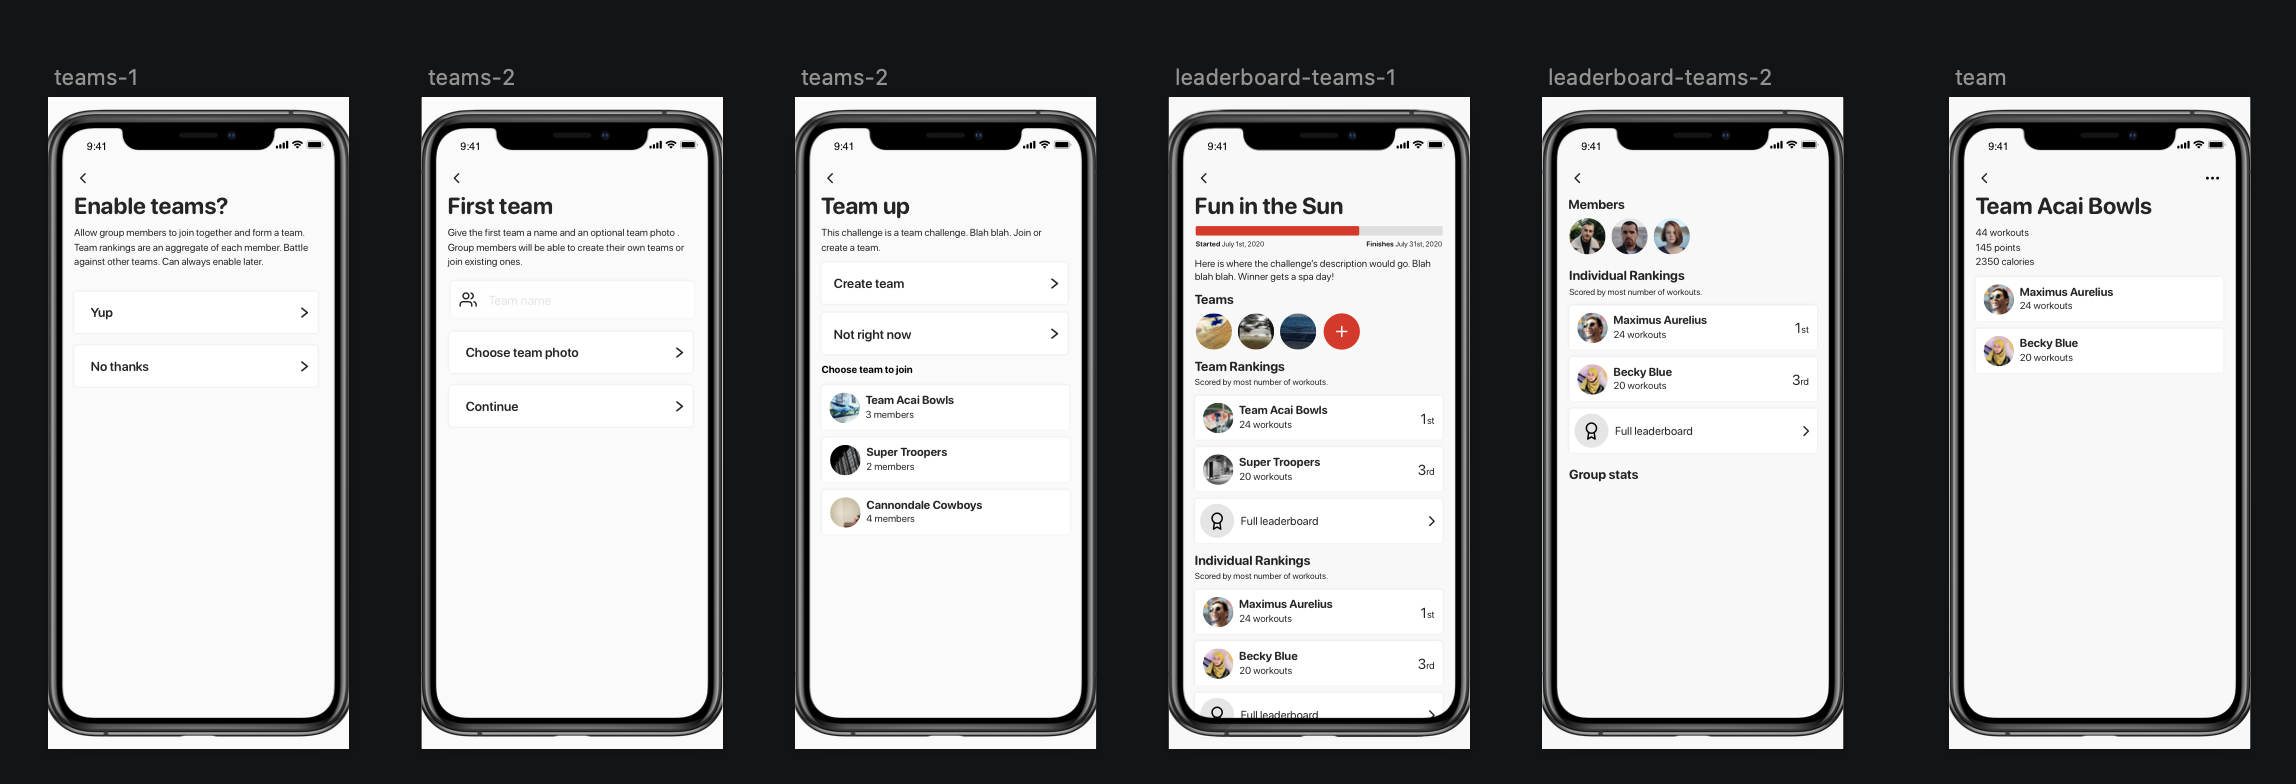 teams-1
9:41
Enable teams?
Allow group members to join together and form a team.
Team rankings are an aggregate of each member. Battle
against other teams. Can always enable later.
Yup
No thanks
teams-2
9:41
First team
Give the first team a name and an optional team photo .
Group members will be able to create their own teams or
join existing ones.
Team name
Choose team photo
Continue
teams-2
9:41
Team up
This challenge is a team challenge. Blah blah. Join or
create a team.
Create team
Not right now
Choose team to join
Team Acai Bowls
3 members
Super Troopers
2 members
Cannondale Cowboys
4 members
leaderboard-teams-1
9:41
Fun in the Sun
Started July 1st, 2020 Finishes July 31st, 2020
Here is where the challenge's description would go. Blah
blah blah. Winner gets a spa day!
Teams
Team Rankings
Scored by most number of workouts.
Team Acai Bowls
24 workouts
1st
Super Troopers
20 workouts
3rd
Full leaderboard
Individual Rankings
Scored by most number of workouts.
Maximus Aurelius
24 workouts
1st
Becky Blue
20 workouts
3rd
Full leaderboard
leaderboard-teams-2
9:41
Members
Individual Rankings
Scored by most number of workouts.
Maximus Aurelius
24 workouts
1st
Becky Blue
20 workouts
3rd
Full leaderboard
Group stats
team
9:41
Team Acai Bowls
44 workouts
145 points
2350 calories
Maximus Aurelius
24 workouts
Becky Blue
20 workouts